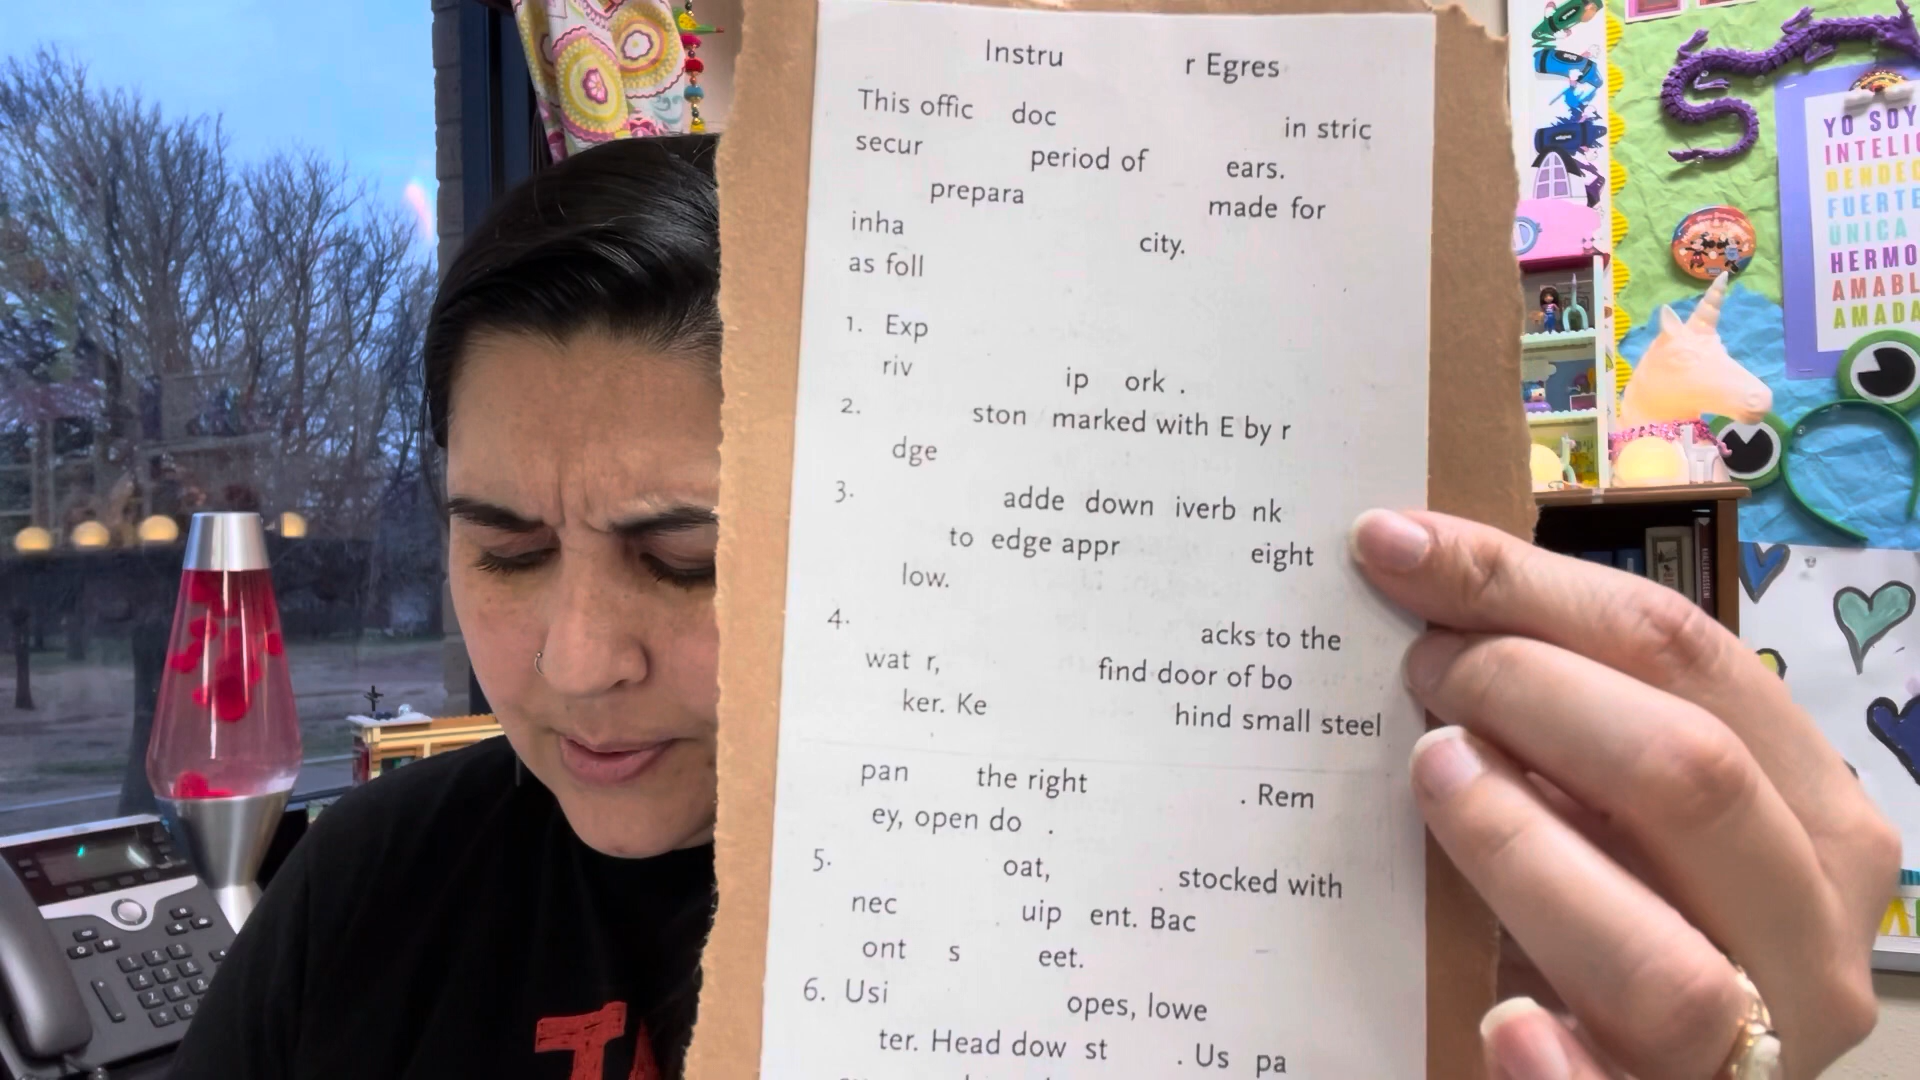 Instru r Egres
This offic doc in stric
secur period of ears.
prepara made for
inha city.
as foll
1. Exp
riv ip ork .
2. ston marked with E by r
dge
3. adde down iverb nk
to edge appr eight
low.
4. acks to the
wat r, find door of bo
ker. Ke hind small steel
pan the right . Rem
ey, open do .
5. oat, stocked with
nec uip ent. Bac
ont s eet.
6. Usi opes, lowe
ter. Head dow st . Us pa
YO SOY
INTELIG
FUERTE
UNICA
HERMO
AMABL
AMADA